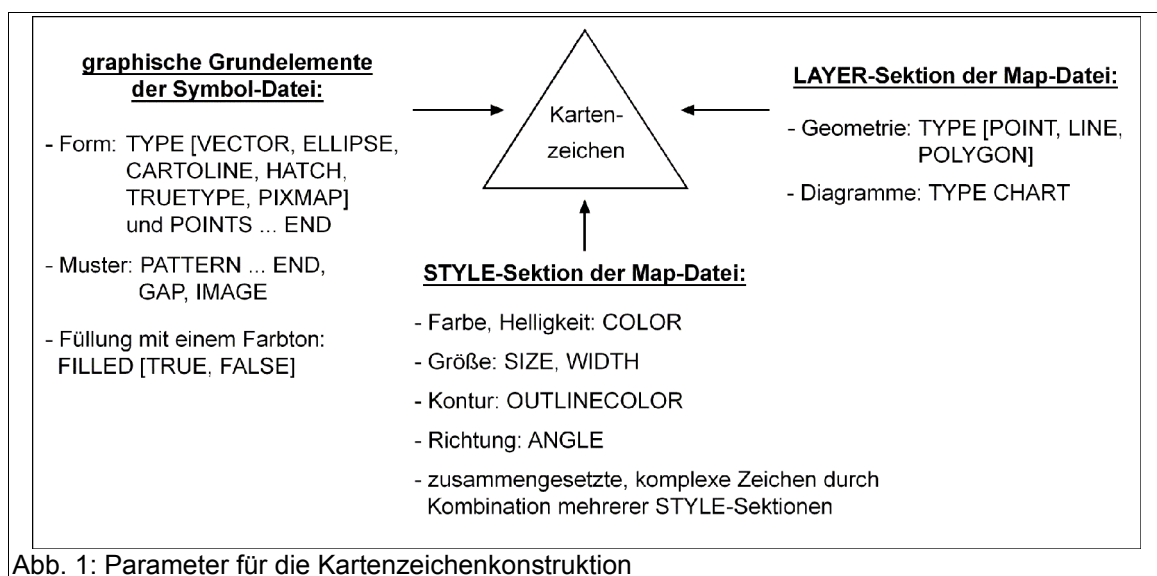 graphische Grundelemente
der Symbol-Datei:
- Form: TYPE [VECTOR, ELLIPSE,
CARTOLINE, HATCH,
TRUETYPE, PIXMAP]
und POINTS ... END
- Muster: PATTERN ... END,
GAP, IMAGE
- Füllung mit einem Farbton:
FILLED [TRUE, FALSE]
Karten-
zeichen
LAYER-Sektion der Map-Datei:
- Geometrie: TYPE [POINT, LINE,
POLYGON]
- Diagramme: TYPE CHART
STYLE-Sektion der Map-Datei:
- Farbe, Helligkeit: COLOR
- Größe: SIZE, WIDTH
- Kontur: OUTLINECOLOR
- Richtung: ANGLE
- zusammengesetzte, komplexe Zeichen durch
Kombination mehrerer STYLE-Sektionen
Abb. 1: Parameter für die Kartenzeichenkonstruktion